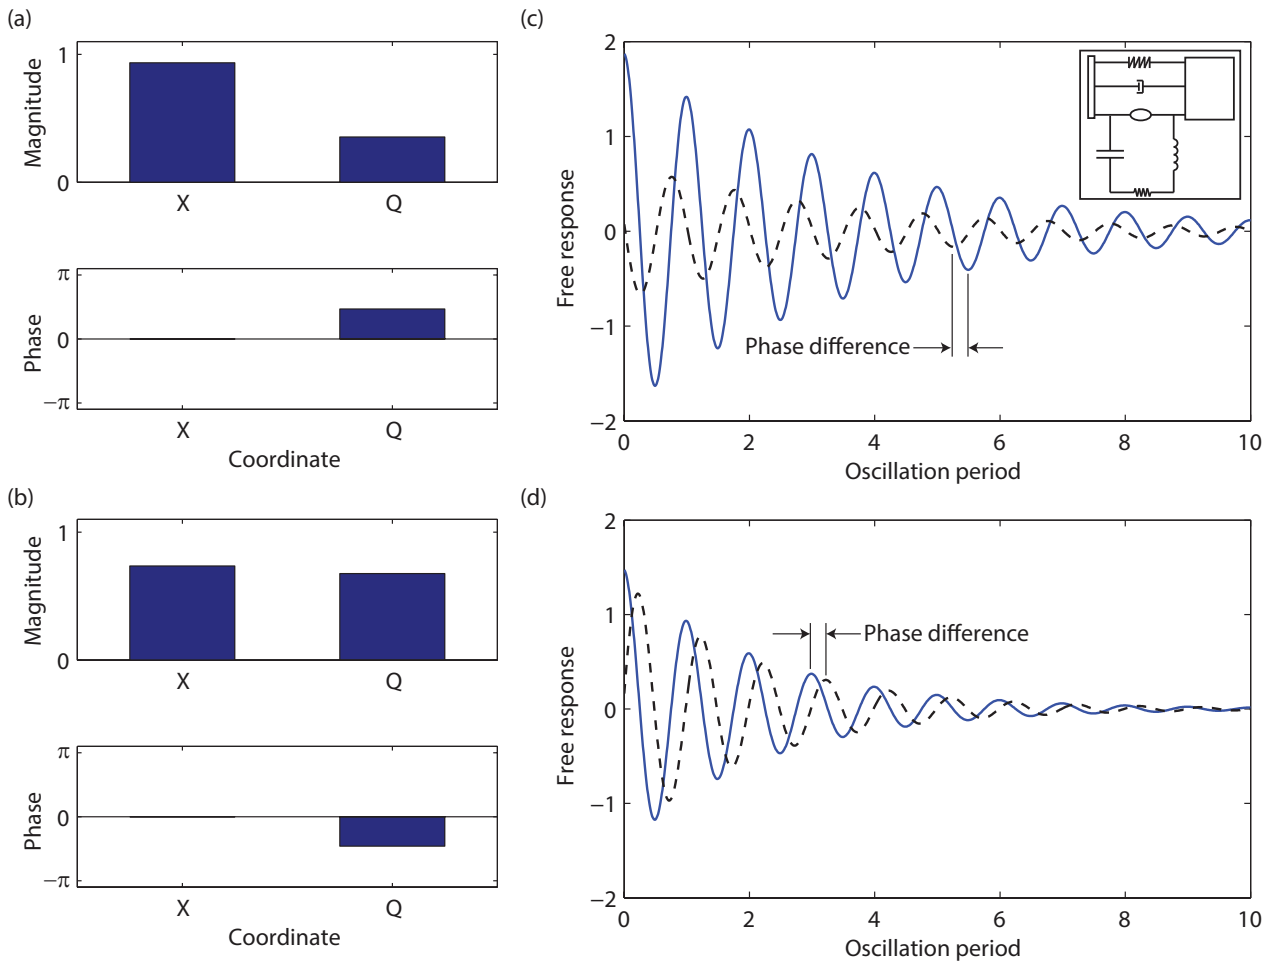 (a)
1
0
Magnitude
X Q
π
0
−π
Phase
X Q
Coordinate
(b)
1
0
Magnitude
X Q
π
0
−π
Phase
X Q
Coordinate
(c)
2
1
0
−1
−2
Free response
Phase difference
0 2 4 6 8 10
Oscillation period
(d)
2
1
0
−1
−2
Free response
Phase difference
0 2 4 6 8 10
Oscillation period